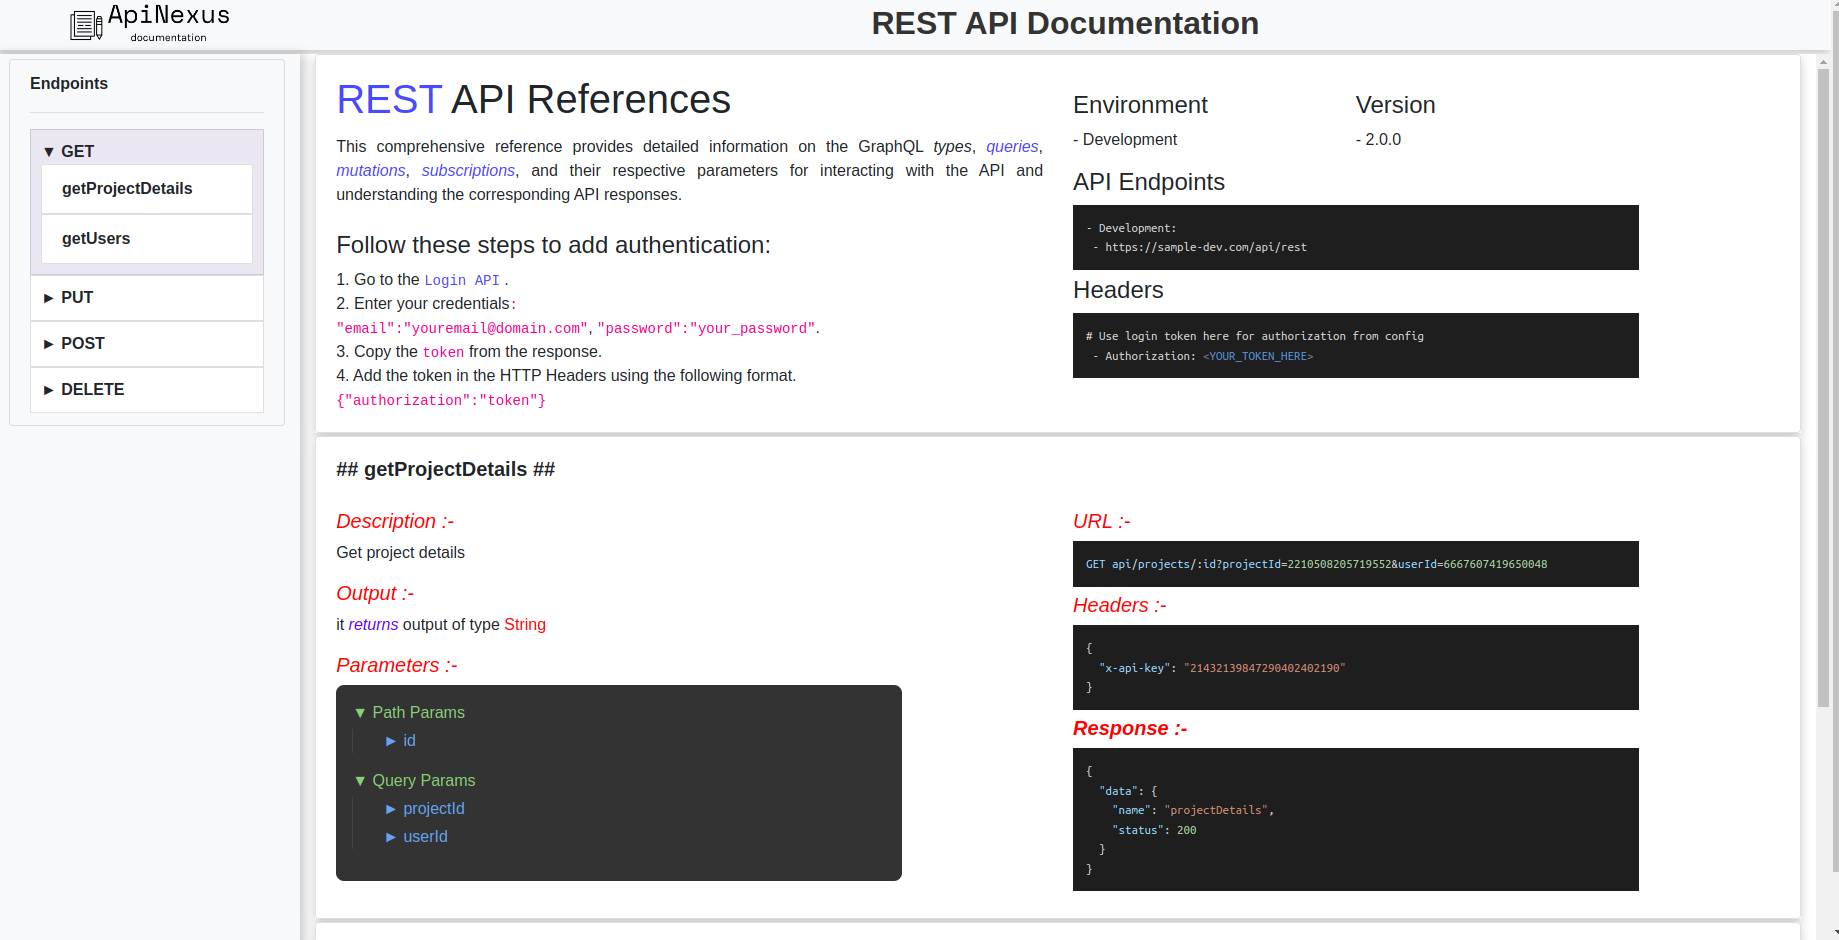 ApiNexus
documentation
REST API Documentation
Endpoints
▼ GET
getProjectDetails
getUsers
► PUT
► POST
► DELETE
REST API References
This comprehensive reference provides detailed information on the GraphQL types, queries,
mutations, subscriptions, and their respective parameters for interacting with the API and
understanding the corresponding API responses.
Follow these steps to add authentication:
1. Go to the Login API .
2. Enter your credentials:
"email":"youremail@domain.com", "password":"your_password".
3. Copy the token from the response.
4. Add the token in the HTTP Headers using the following format.
{"authorization":"token"}
Environment
- Development
Version
- 2.0.0
API Endpoints
- Development:
- https://sample-dev.com/api/rest
Headers
# Use login token here for authorization from config
- Authorization: <YOUR_TOKEN_HERE>
## getProjectDetails ##
Description :-
Get project details
Output :-
it returns output of type String
Parameters :-
▼ Path Params
► id
▼ Query Params
► projectId
► userId
URL :-
GET api/projects/:id?projectId=2210508205719552&userId=6667607419650048
Headers :-
{
"x-api-key": "21432139847290402402190"
}
Response :-
{
"data": {
"name": "projectDetails",
"status": 200
}
}